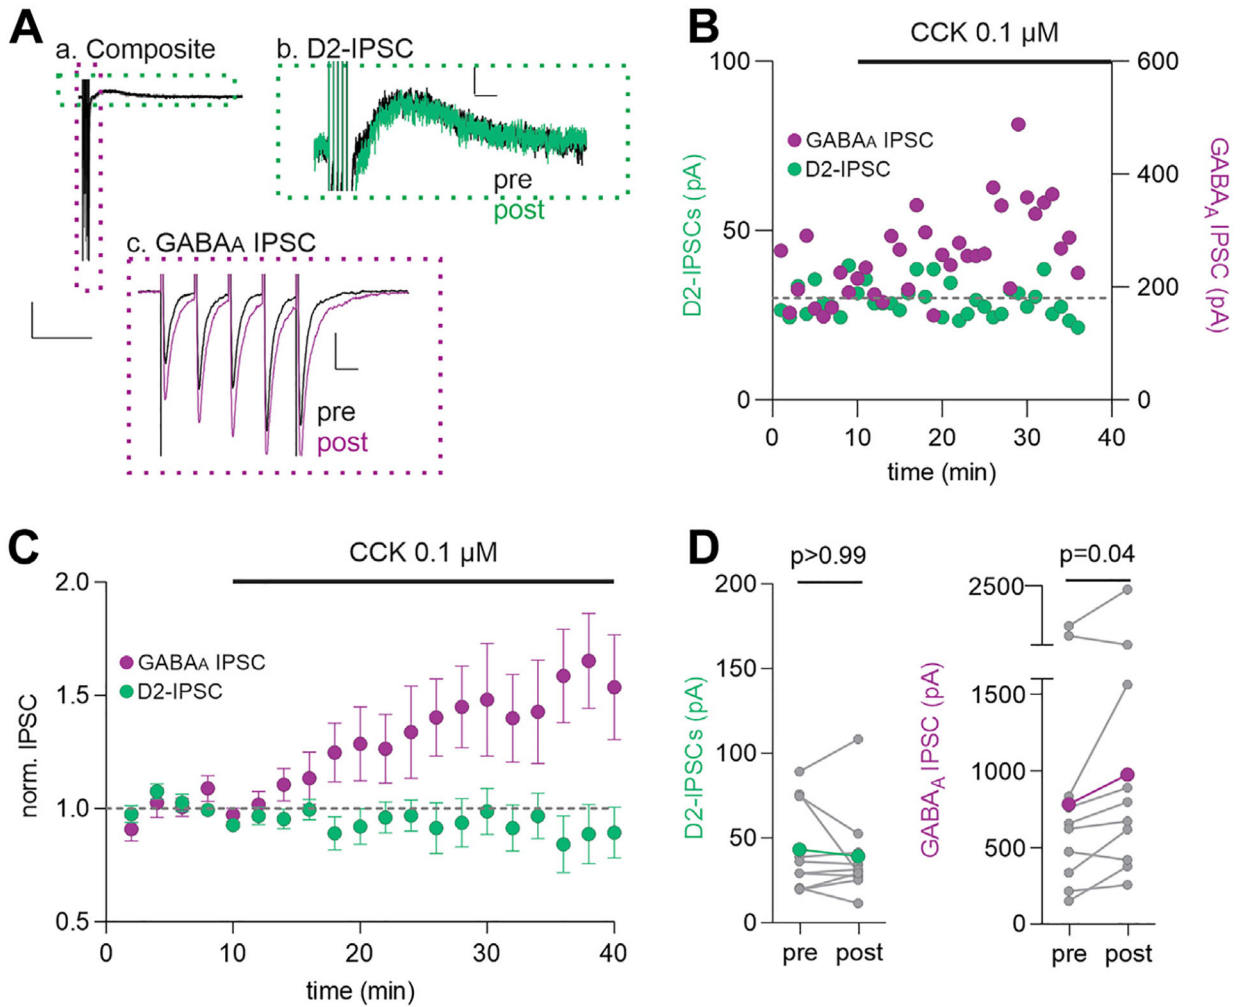 A
a. Composite
b. D2-IPSC
pre
post
c. GABAA IPSC
pre
post
B
CCK 0.1 µM
100
50
0
D2-IPSCs (pA)
GABAA IPSC
D2-IPSC
600
400
200
0
GABAA IPSC (pA)
0 10 20 30 40
time (min)
C
CCK 0.1 µM
2.0
1.5
1.0
0.5
norm. IPSC
GABAA IPSC
D2-IPSC
0 10 20 30 40
time (min)
D
p>0.99
200
150
100
50
0
D2-IPSCs (pA)
pre post
p=0.04
2500
1500
1000
500
0
GABAA IPSC (pA)
pre post